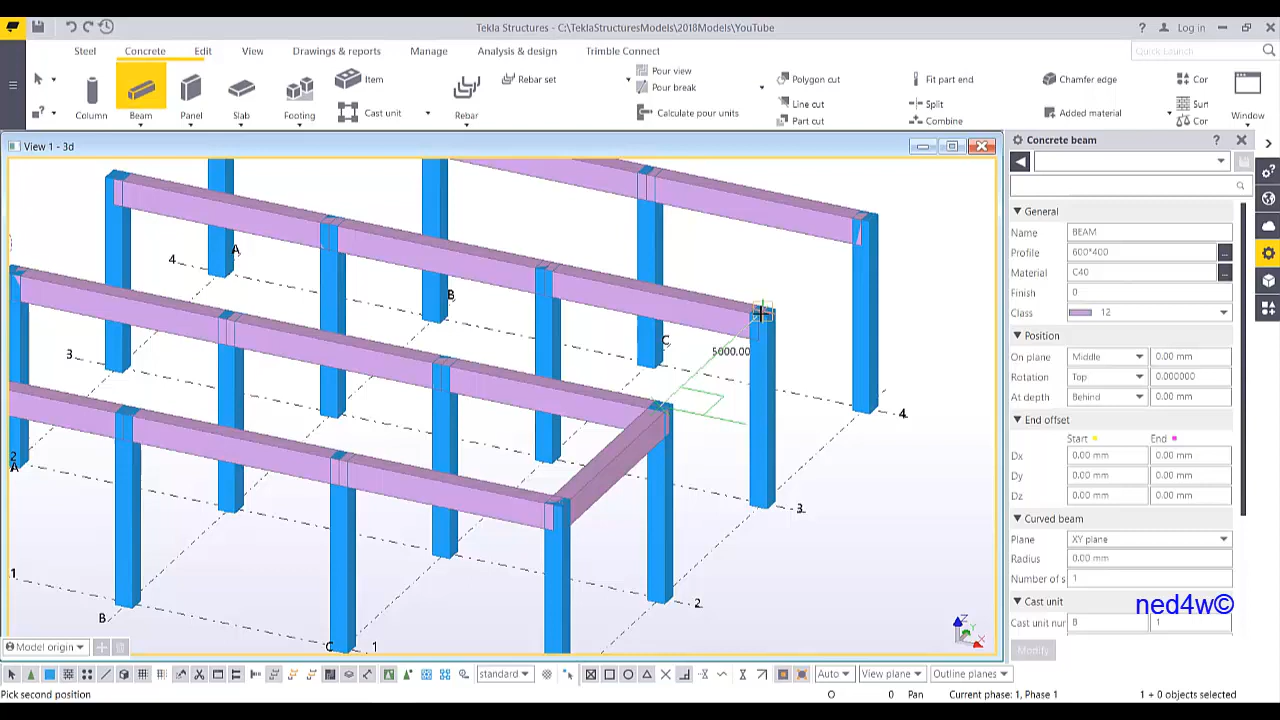 Tekla Structures - C:\TeklaStructuresModels\2018Models\YouTube
? Log in
Steel Concrete Edit View Drawings & reports Manage Analysis & design Trimble Connect
Quick Launch
Item
Rebar set
Pour view
Polygon cut
Fit part end
Chamfer edge
Cor
Pour break
Line cut
Split
Surf
Column Beam Panel Slab Footing Cast unit Rebar
Calculate pour units
Part cut
Combine
Added material
Cor
Window
View 1 - 3d
Concrete beam
?
General
Name BEAM
Profile 600*400 ...
Material C40 ...
Finish 0
Class 12
Position
On plane Middle 0.00 mm
Rotation Top 0.000000
At depth Behind 0.00 mm
End offset
Start End
Dx 0.00 mm 0.00 mm
Dy 0.00 mm 0.00 mm
Dz 0.00 mm 0.00 mm
Curved beam
Plane XY plane
Radius 0.00 mm
Number of s 1
Cast unit
ned4w©
Cast unit nur B 1
Modify
4 A
B
C
5000.00
3
4
2
A
3
1
2
B
C 1
Z
Y
X
Model origin
standard
Auto
View plane
Outline planes
Pick second position
O 0 Pan Current phase: 1, Phase 1 1 + 0 objects selected